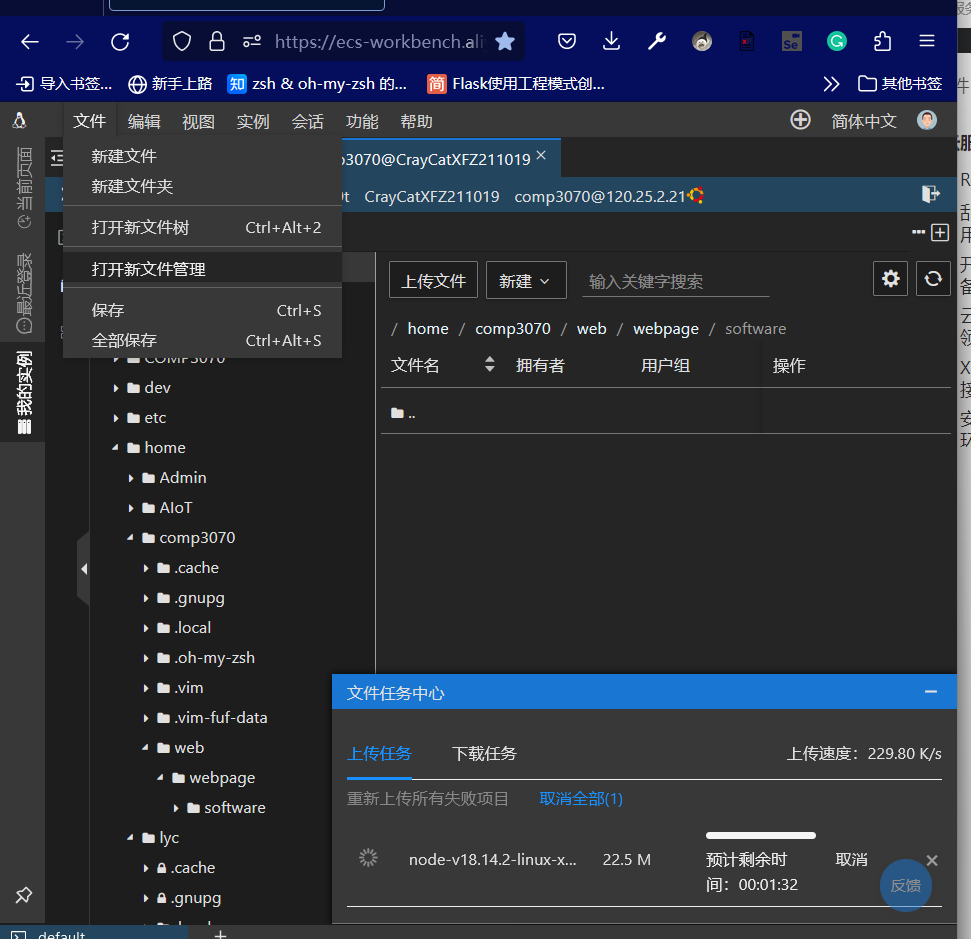 https://ecs-workbench.ali
导入书签...
新手上路
知 zsh & oh-my-zsh 的...
简 Flask使用工程模式创...
其他书签
文件 编辑 视图 实例 会话 功能 帮助
简体中文
当前页面
最近登录
我的实例
新建文件
新建文件夹
打开新文件树 Ctrl+Alt+2
打开新文件管理
保存 Ctrl+S
全部保存 Ctrl+Alt+S
p3070@CrayCatXFZ211019
CrayCatXFZ211019 comp3070@120.25.2.21
上传文件 新建 输入关键字搜索
/ home / comp3070 / web / webpage / software
文件名 拥有者 用户组 操作
..
COMP3070
dev
etc
home
Admin
AIoT
comp3070
.cache
.gnupg
.local
.oh-my-zsh
.vim
.vim-fuf-data
web
webpage
software
lyc
.cache
.gnupg
文件任务中心
上传任务 下载任务 上传速度：229.80 K/s
重新上传所有失败项目 取消全部(1)
node-v18.14.2-linux-x... 22.5 M 预计剩余时
间：00:01:32
取消
反馈
default